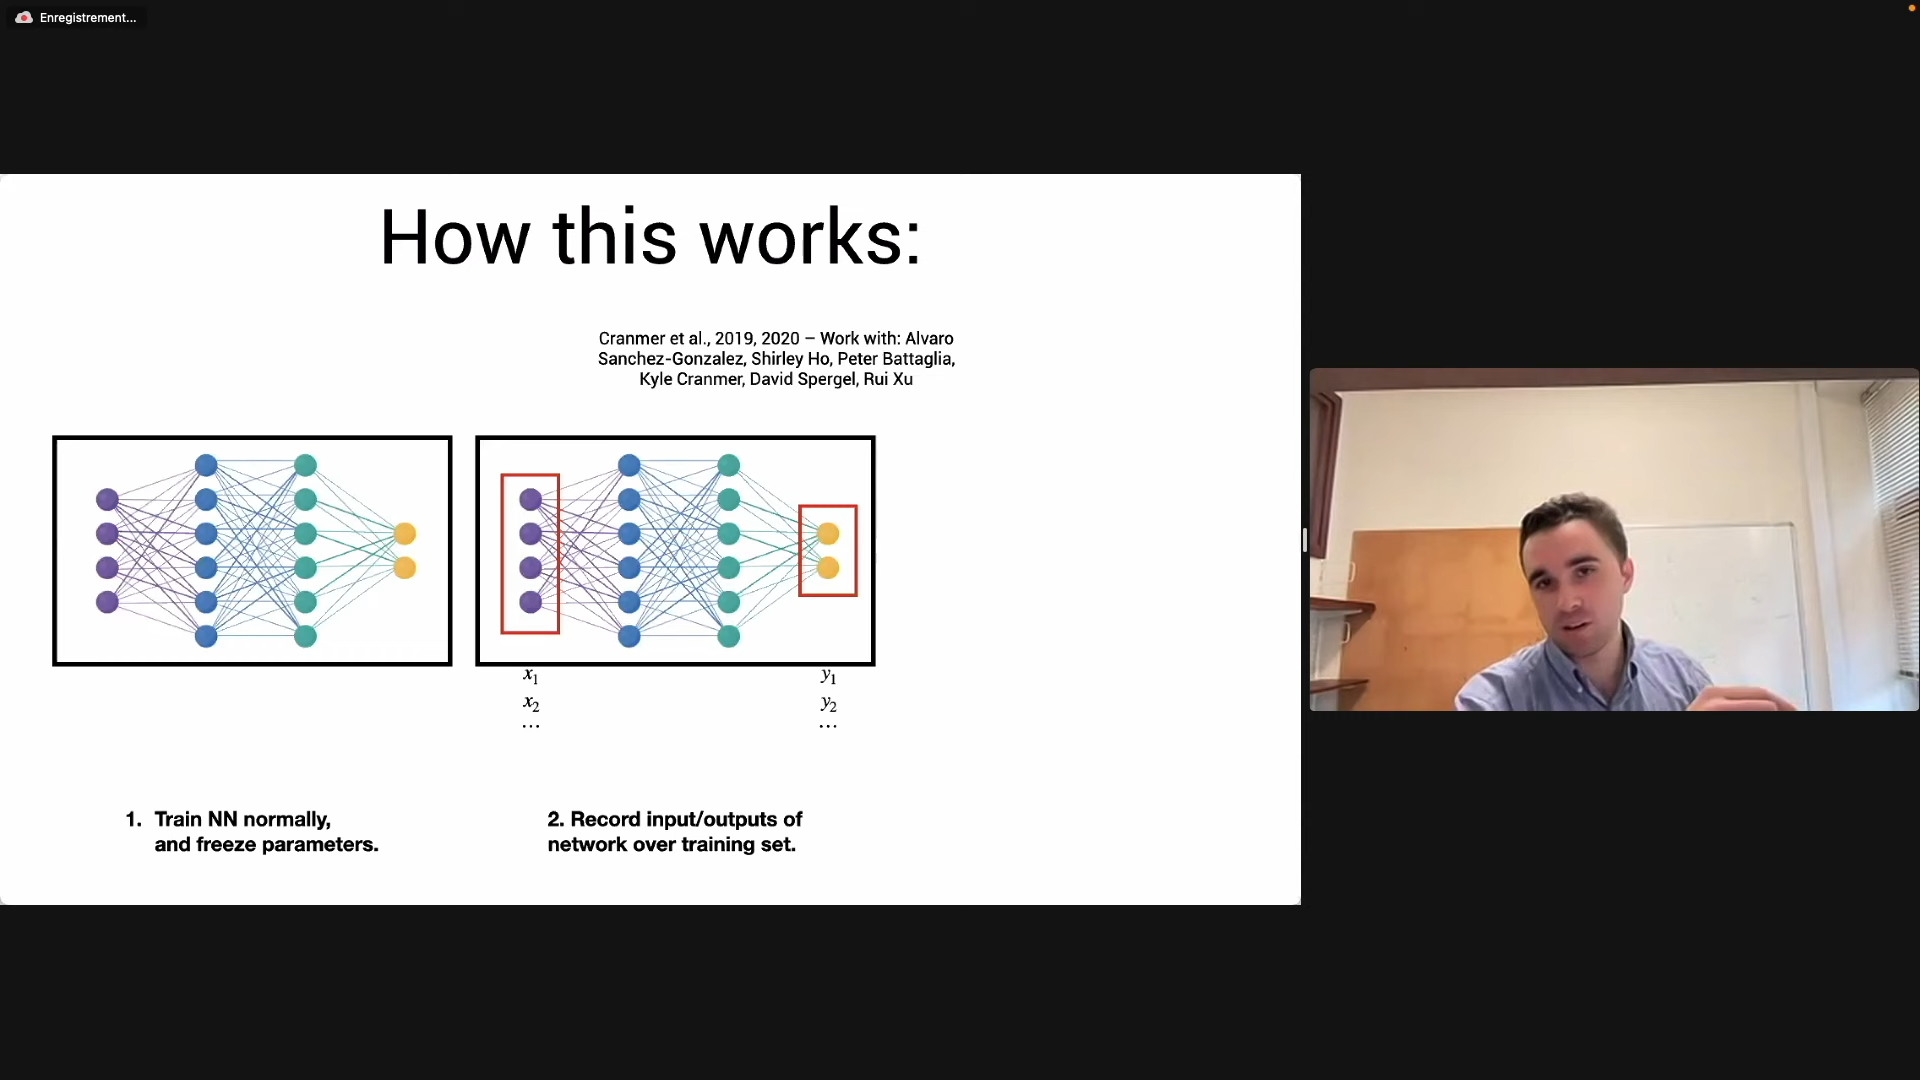 Enregistrement...
How this works:
Cranmer et al., 2019, 2020 – Work with: Alvaro
Sanchez-Gonzalez, Shirley Ho, Peter Battaglia,
Kyle Cranmer, David Spergel, Rui Xu
x₁
x₂
...
y₁
y₂
...
1. Train NN normally,
and freeze parameters.
2. Record input/outputs of
network over training set.